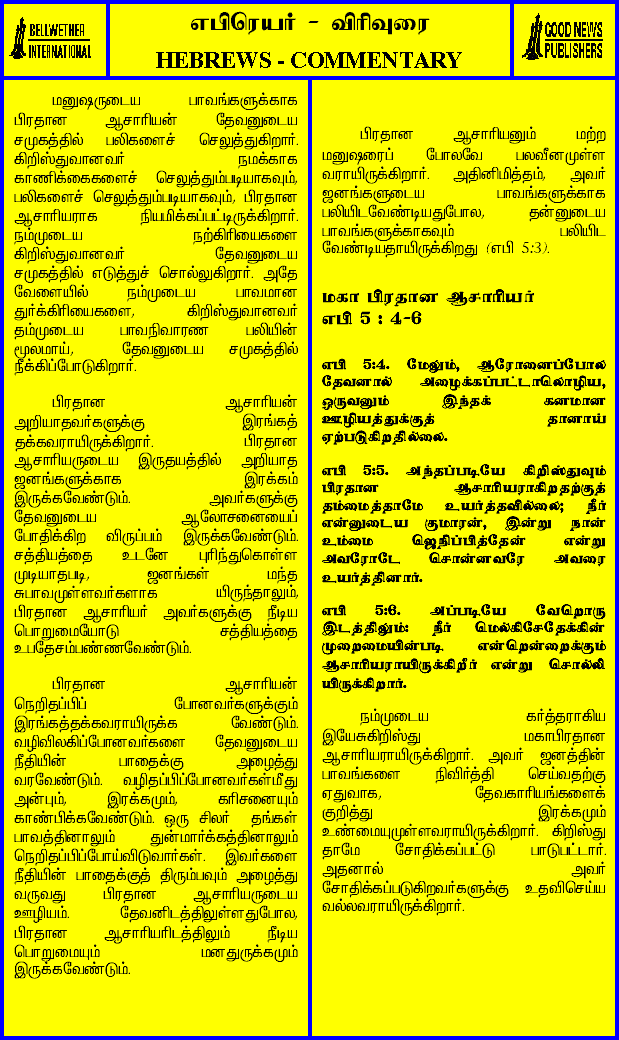 எபிரெயர் - விரிவுரை
BELLWETHER
INTERNATIONAL
HEBREWS - COMMENTARY
GOOD NEWS
PUBLISHERS
மனுஷருடைய பாவங்களுக்காக
பிரதான ஆசாரியன் தேவனுடைய
சமுகத்தில் பலிகளைச் செலுத்துகிறார்.
கிறிஸ்துவானவர் நமக்காக
காணிக்கைகளைச் செலுத்தும்படியாகவும்,
பலிகளைச் செலுத்தும்படியாகவும், பிரதான
ஆசாரியராக நியமிக்கப்பட்டிருக்கிறார்.
நம்முடைய நற்கிரியைகளை
கிறிஸ்துவானவர் தேவனுடைய
சமுகத்தில் எடுத்துச் சொல்லுகிறார். அதே
வேளையில் நம்முடைய பாவமான
துர்க்கிரியைகளை, கிறிஸ்துவானவர்
தம்முடைய பாவநிவாரண பலியின்
மூலமாய், தேவனுடைய சமுகத்தில்
நீக்கிப்போடுகிறார்.
பிரதான ஆசாரியன்
அறியாதவர்களுக்கு இரங்கத்
தக்கவராயிருக்கிறார். பிரதான
ஆசாரியருடைய இருதயத்தில் அறியாத
ஜனங்களுக்காக இரக்கம்
இருக்கவேண்டும். அவர்களுக்கு
தேவனுடைய ஆலோசனையைப்
போதிக்கிற விருப்பம் இருக்கவேண்டும்.
சத்தியத்தை உடனே புரிந்துகொள்ள
முடியாதபடி, ஜனங்கள் மந்த
சுபாவமுள்ளவர்களாக யிருந்தாலும்,
பிரதான ஆசாரியர் அவர்களுக்கு நீடிய
பொறுமையோடு சத்தியத்தை
உபதேசம்பண்ணவேண்டும்.
பிரதான ஆசாரியன்
நெறிதப்பிப் போனவர்களுக்கும்
இரங்கத்தக்கவராயிருக்க வேண்டும்.
வழிவிலகிப்போனவர்களை தேவனுடைய
நீதியின் பாதைக்கு அழைத்து
வரவேண்டும். வழிதப்பிப்போனவர்கள்மீது
அன்பும், இரக்கமும், கரிசனையும்
காண்பிக்கவேண்டும். ஒரு சிலர் தங்கள்
பாவத்தினாலும் துன்மார்க்கத்தினாலும்
நெறிதப்பிப்போய்விடுவார்கள். இவர்களை
நீதியின் பாதைக்குத் திரும்பவும் அழைத்து
வருவது பிரதான ஆசாரியருடைய
ஊழியம். தேவனிடத்திலுள்ளதுபோல,
பிரதான ஆசாரியரிடத்திலும் நீடிய
பொறுமையும் மனதுருக்கமும்
இருக்கவேண்டும்.
பிரதான ஆசாரியனும் மற்ற
மனுஷரைப் போலவே பலவீனமுள்ள
வராயிருக்கிறார். அதினிமித்தம், அவர்
ஜனங்களுடைய பாவங்களுக்காக
பலியிடவேண்டியதுபோல, தன்னுடைய
பாவங்களுக்காகவும் பலியிட
வேண்டியதாயிருக்கிறது (எபி 5:3).
மகா பிரதான ஆசாரியர்
எபி 5 : 4-6
எபி 5:4. மேலும், ஆரோனைப்போல
தேவனால் அழைக்கப்பட்டாலொழிய,
ஒருவனும் இந்தக் கனமான
ஊழியத்துக்குத் தானாய்
ஏற்படுகிறதில்லை.
எபி 5:5. அந்தப்படியே கிறிஸ்துவும்
பிரதான ஆசாரியராகிறதற்குத்
தம்மைத்தாமே உயர்த்தவில்லை; நீர்
என்னுடைய குமாரன், இன்று நான்
உம்மை ஜெநிப்பித்தேன் என்று
அவரோடே சொன்னவரே அவரை
உயர்த்தினார்.
எபி 5:6. அப்படியே வேறொரு
இடத்திலும்: நீர் மெல்கிசேதேக்கின்
முறைமையின்படி என்றென்றைக்கும்
ஆசாரியராயிருக்கிறீர் என்று சொல்லி
யிருக்கிறார்.
நம்முடைய கர்த்தராகிய
இயேசுகிறிஸ்து மகாபிரதான
ஆசாரியராயிருக்கிறார். அவர் ஜனத்தின்
பாவங்களை நிவிர்த்தி செய்வதற்கு
ஏதுவாக, தேவகாரியங்களைக்
குறித்து இரக்கமும்
உண்மையுமுள்ளவராயிருக்கிறார். கிறிஸ்து
தாமே சோதிக்கப்பட்டு பாடுபட்டார்.
அதனால் அவர்
சோதிக்கப்படுகிறவர்களுக்கு உதவிசெய்ய
வல்லவராயிருக்கிறார்.